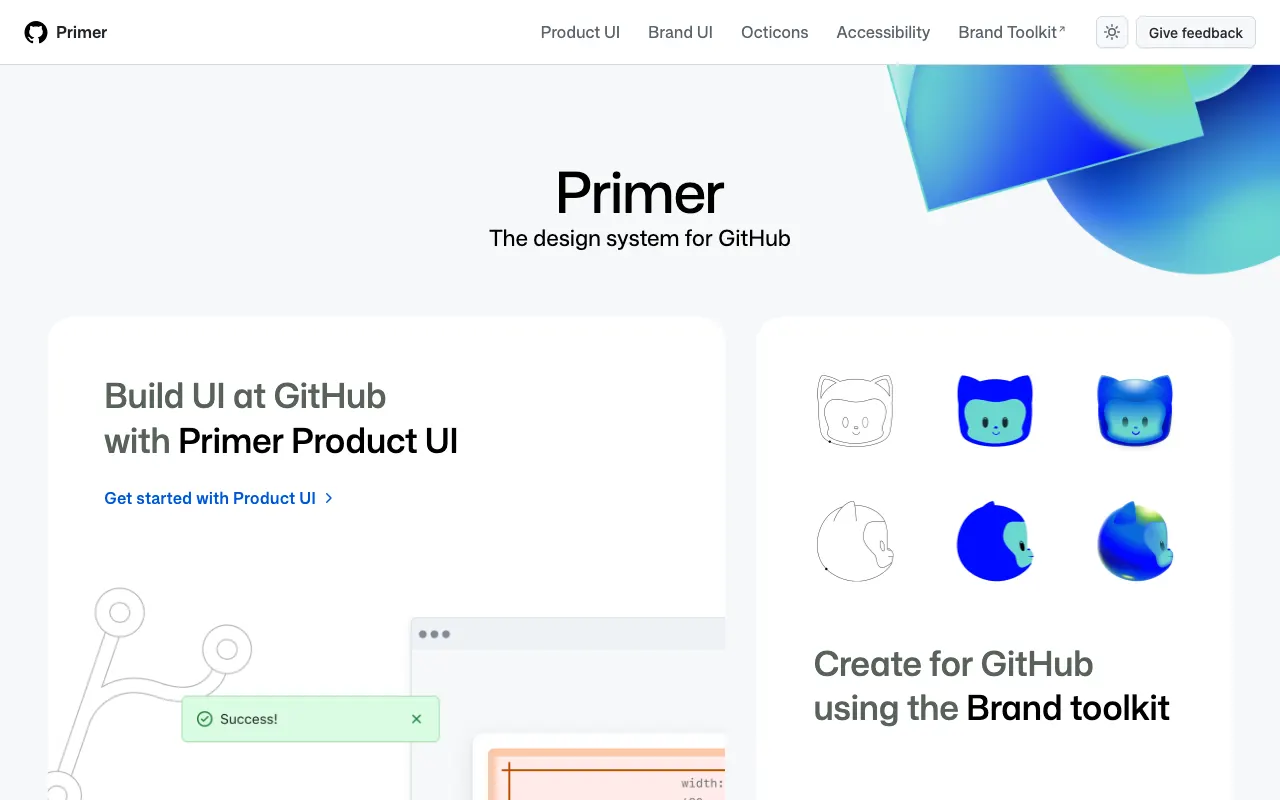 Primer
Product UI
Brand UI
Octicons
Accessibility
Brand Toolkit↗
Give feedback
Primer
The design system for GitHub
Build UI at GitHub
with Primer Product UI
Get started with Product UI
Success!
width:
Create for GitHub
using the Brand toolkit